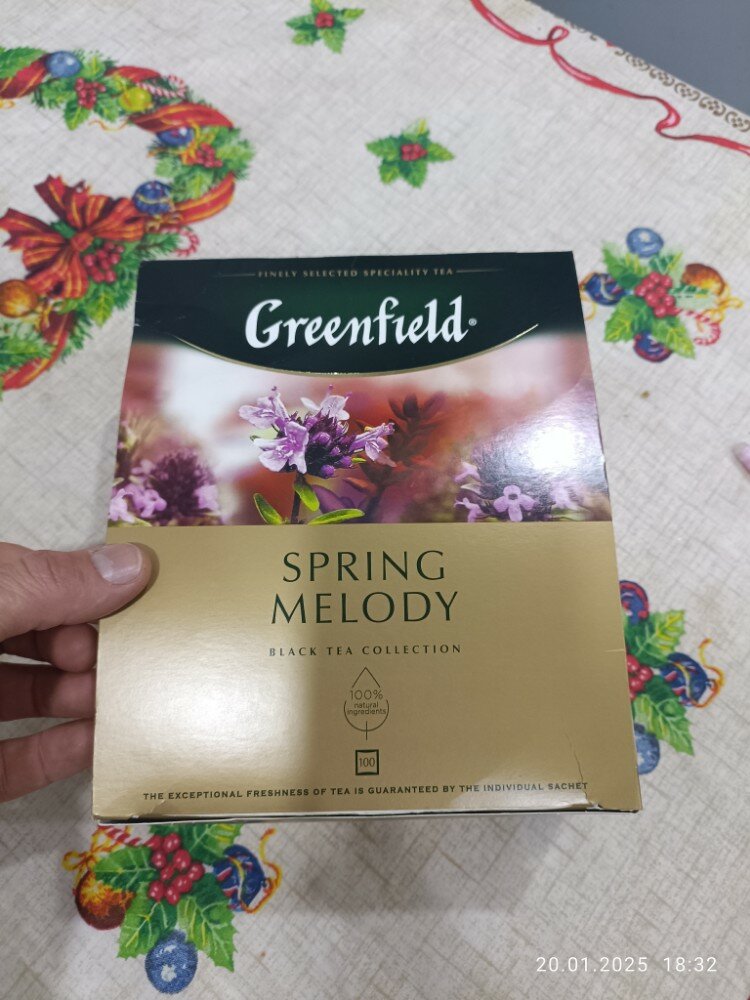 FINELY SELECTED SPECIALITY TEA
Greenfield®
SPRING
MELODY
BLACK TEA COLLECTION
100%
natural
ingredients
100
THE EXCEPTIONAL FRESHNESS OF TEA IS GUARANTEED BY THE INDIVIDUAL SACHET
20.01.2025 18:32